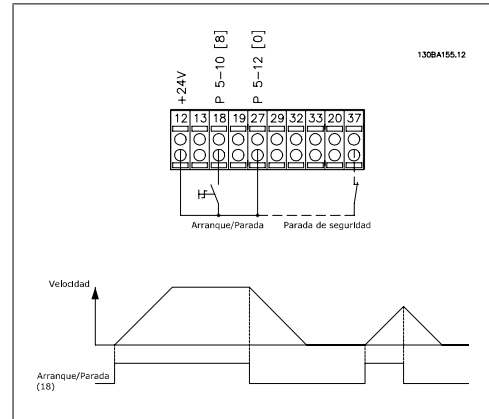 130BA155.12
+24V
P 5-10 [8]
P 5-12 [0]
12 13 18 19 27 29 32 33 20 37
Arranque/Parada Parada de seguridad
Velocidad
Arranque/Parada
(18)